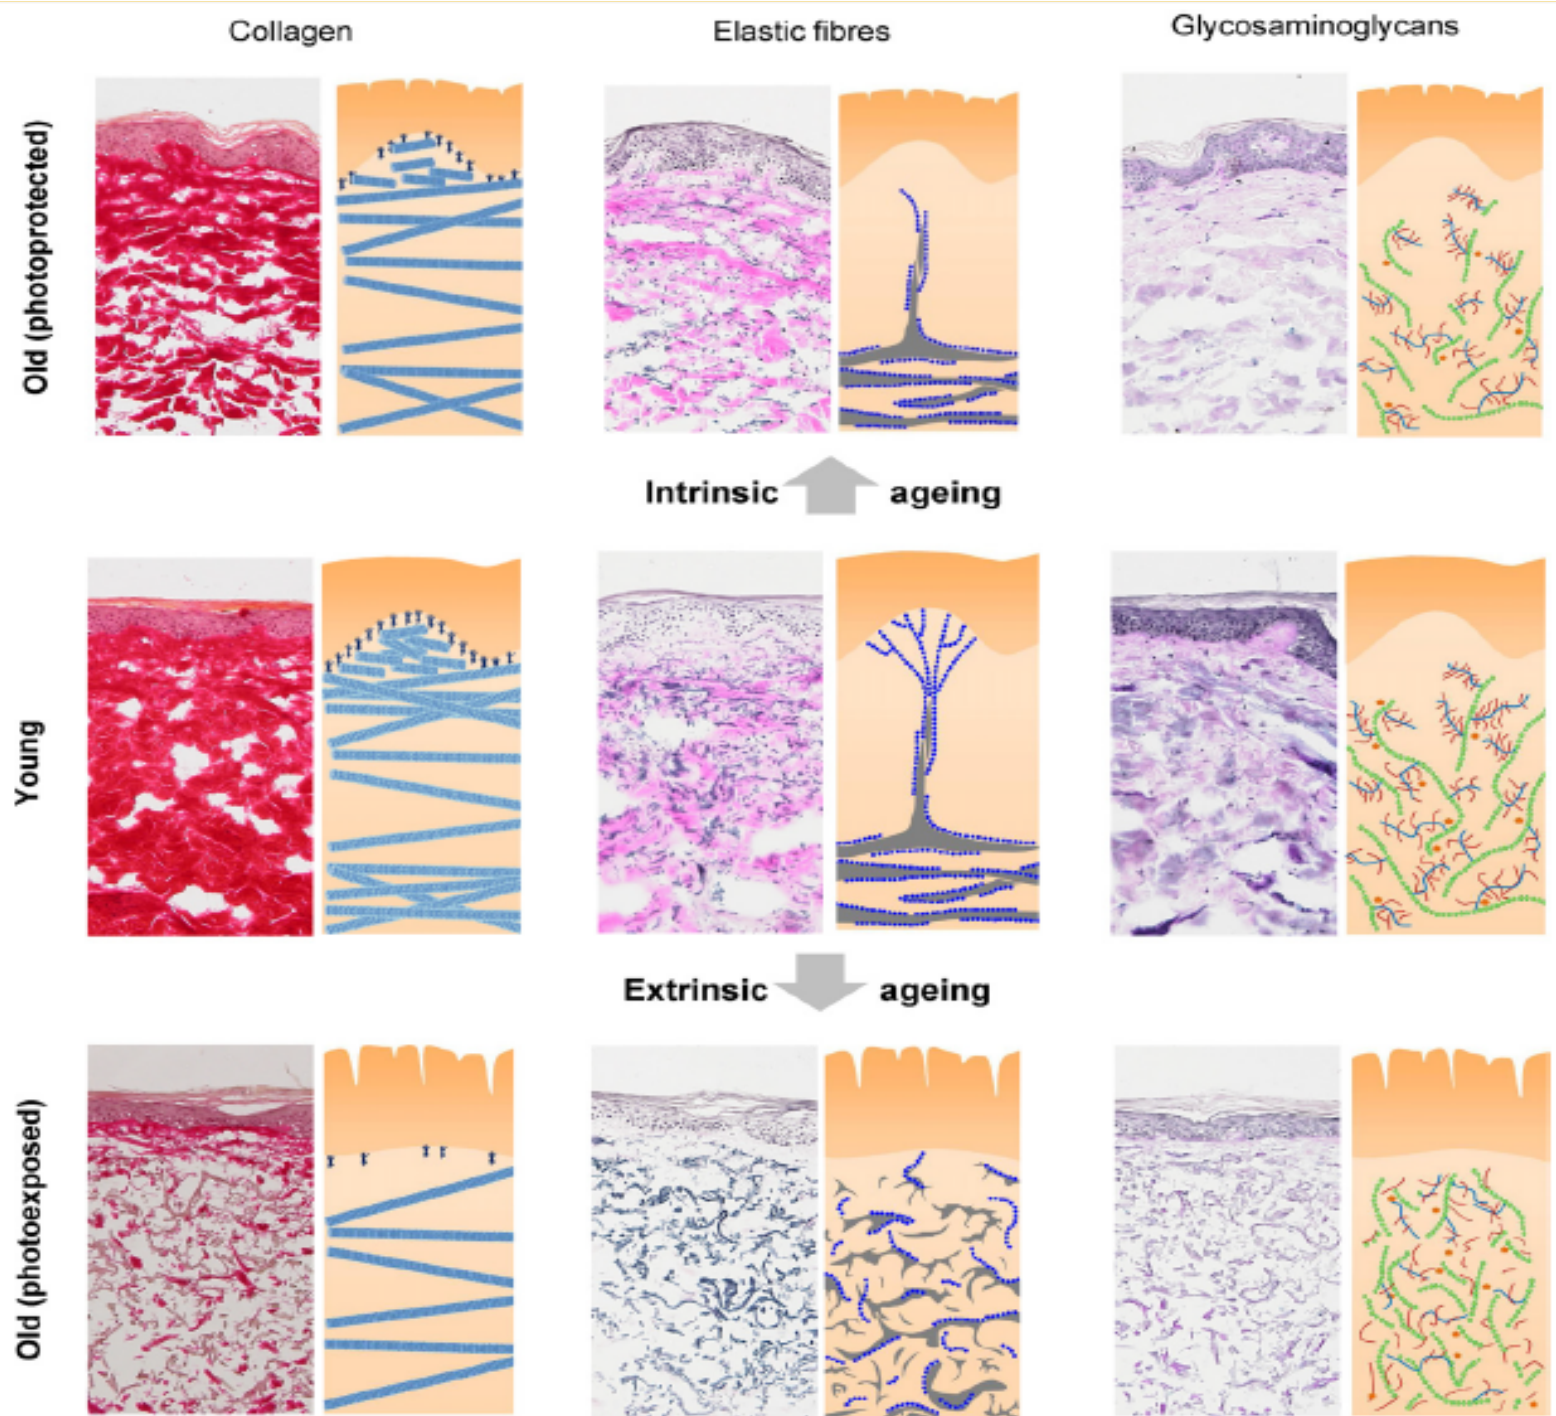 Collagen
Elastic fibres
Glycosaminoglycans
Old (photoprotected)
Intrinsic ageing
Young
Extrinsic ageing
Old (photoexposed)